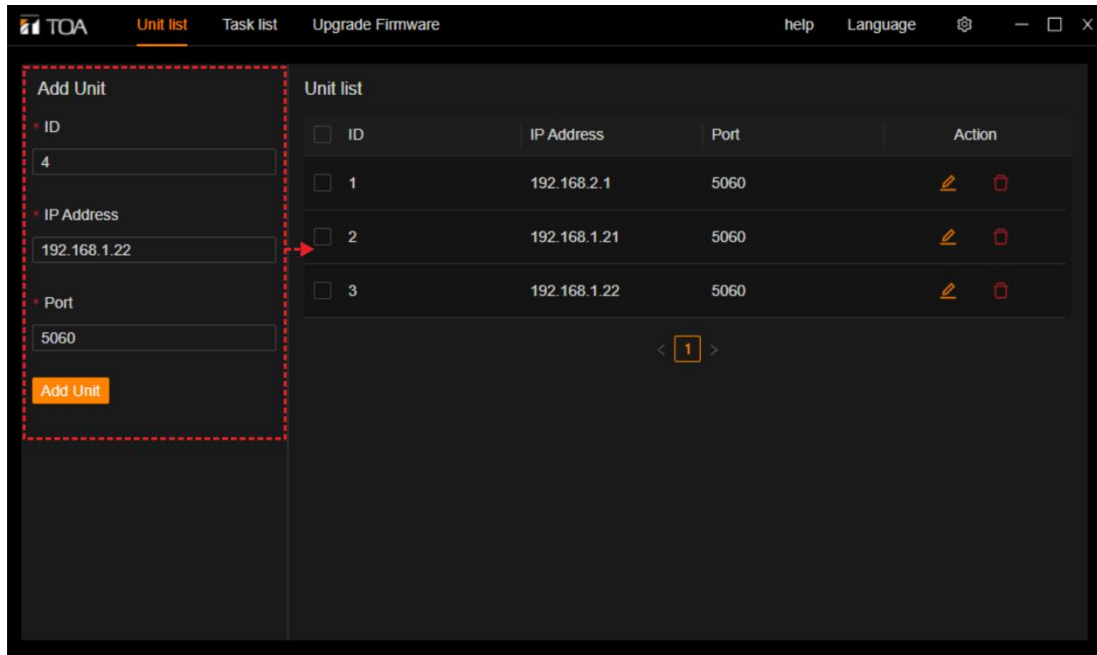 TOA Unit list Task list Upgrade Firmware help Language
Add Unit
* ID
4
* IP Address
192.168.1.22
* Port
5060
Add Unit
Unit list
ID IP Address Port Action
1 192.168.2.1 5060
2 192.168.1.21 5060
3 192.168.1.22 5060
< 1 >